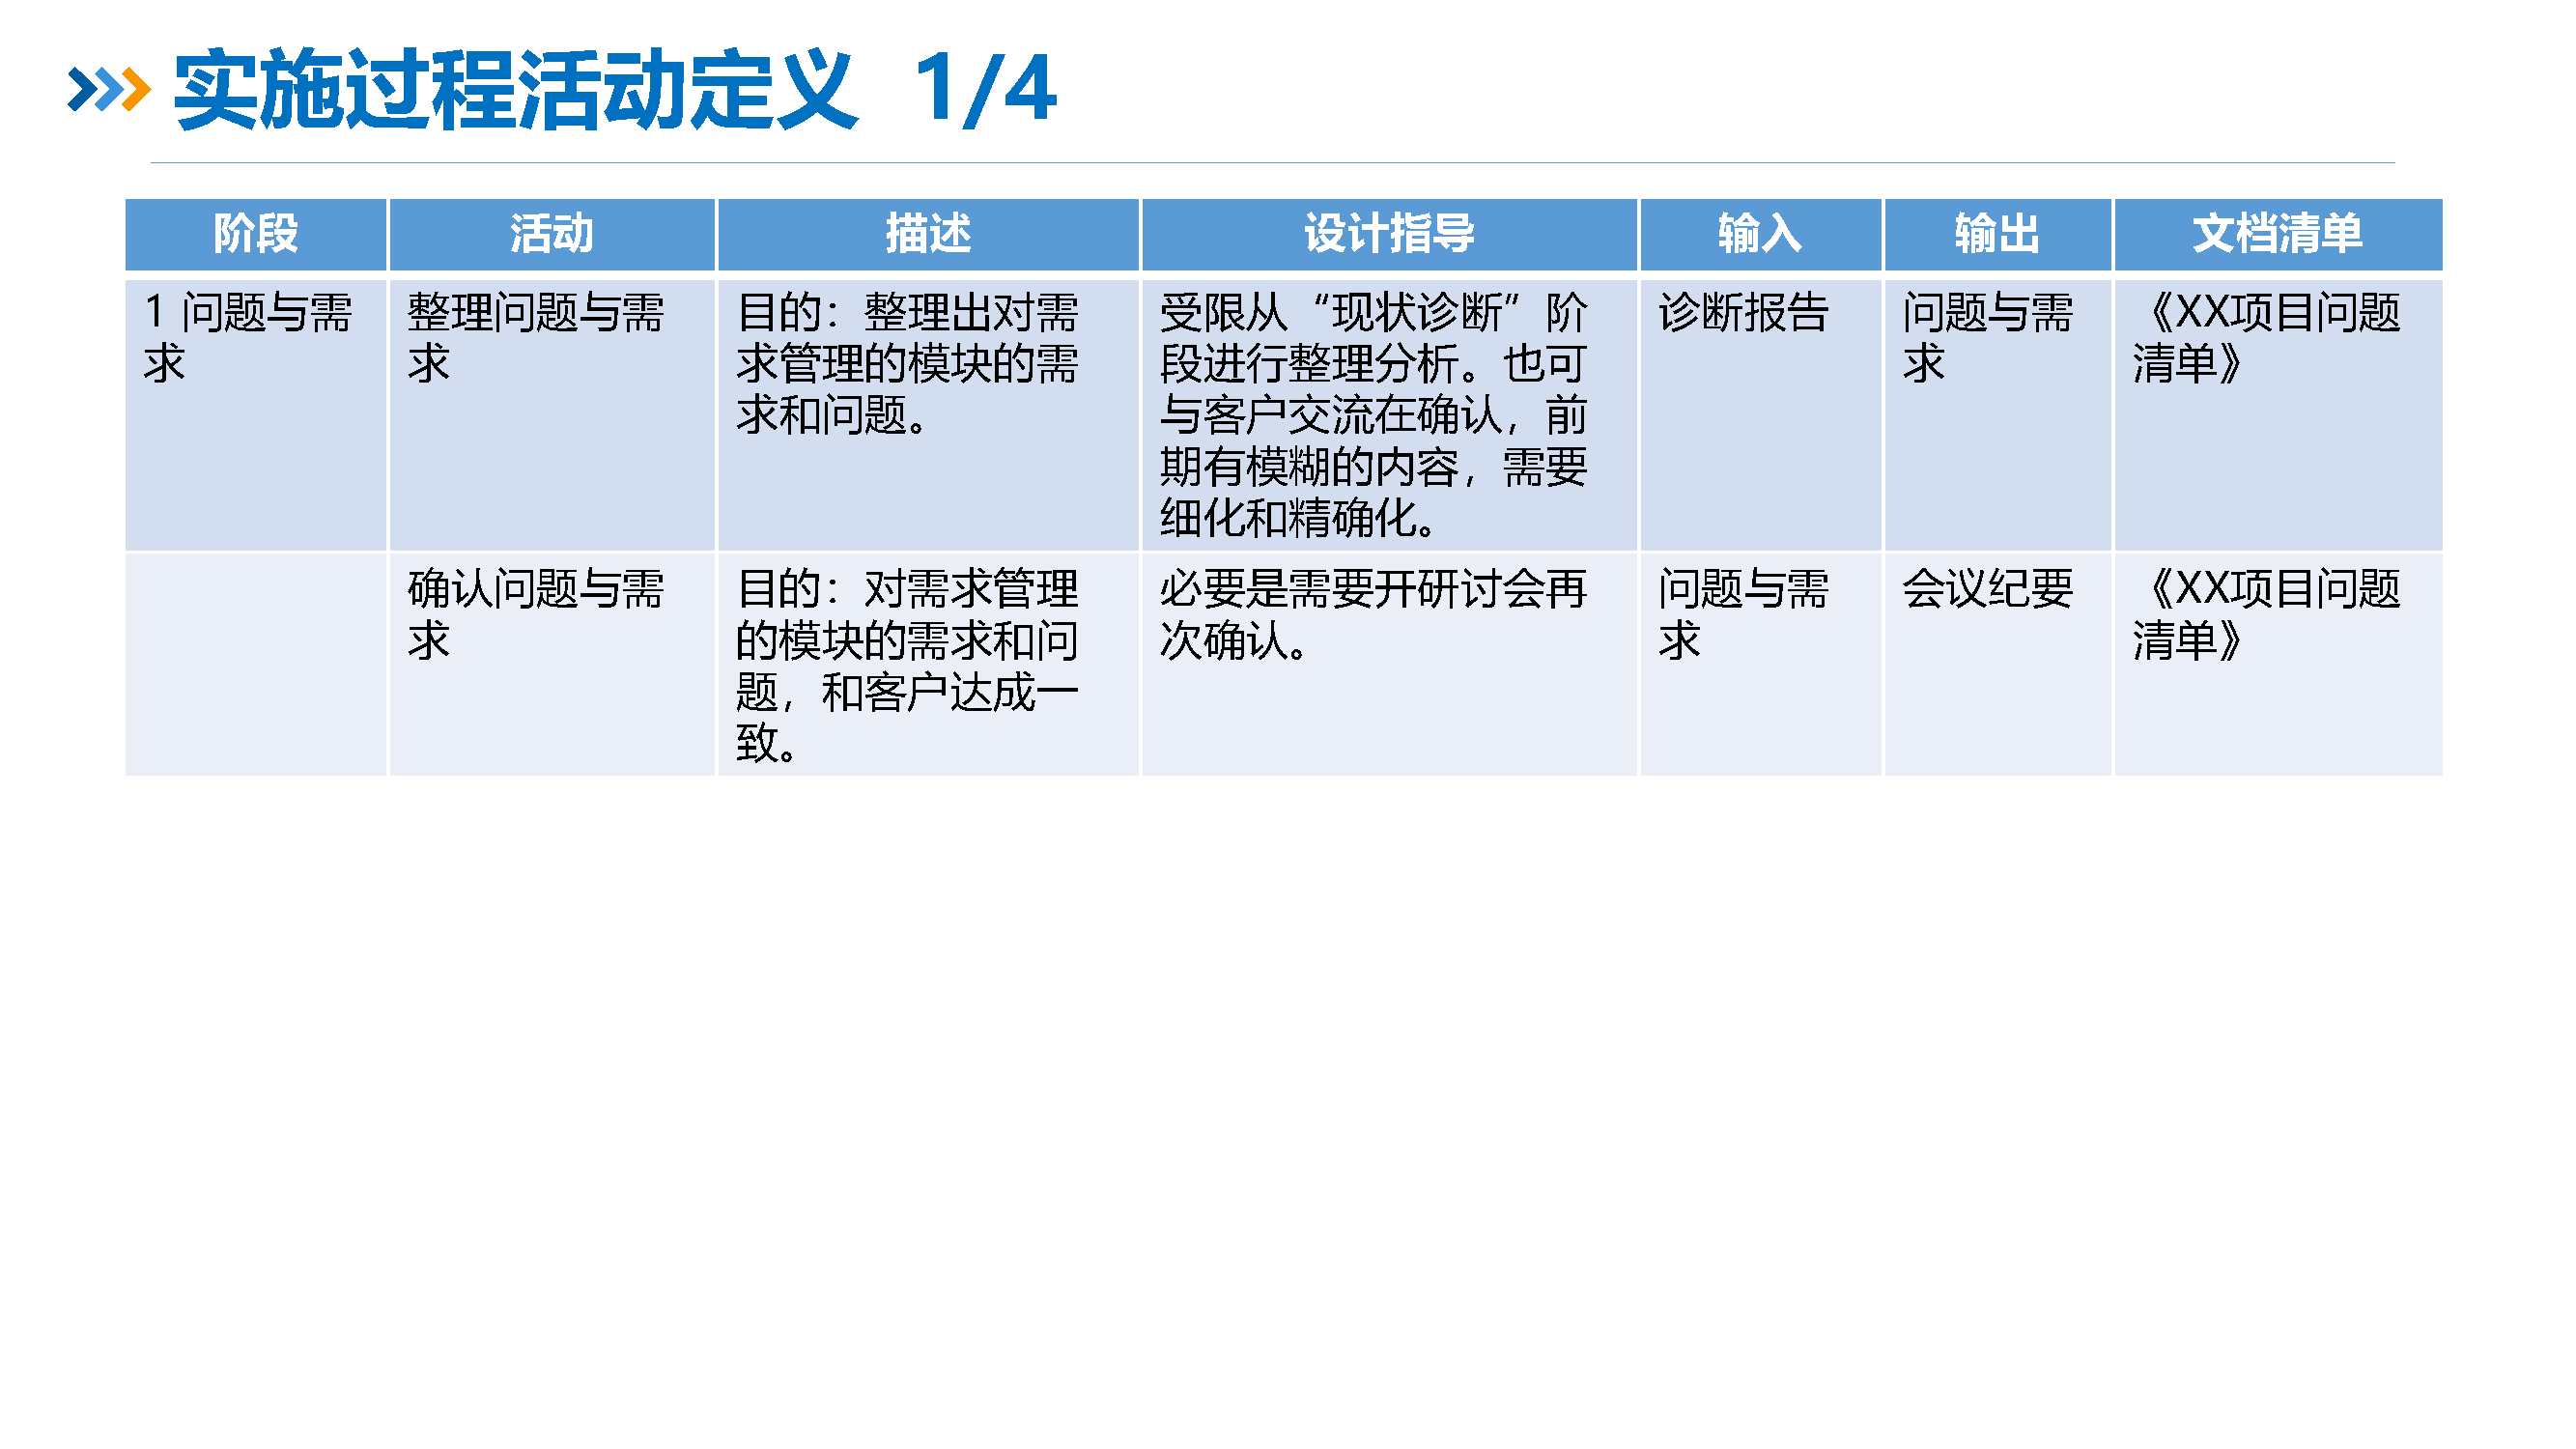 实施过程活动定义 1/4
阶段
活动
描述
设计指导
输入
输出
文档清单
1 问题与需
求
整理问题与需
求
目的：整理出对需
求管理的模块的需
求和问题。
受限从“现状诊断”阶
段进行整理分析。也可
与客户交流在确认，前
期有模糊的内容，需要
细化和精确化。
诊断报告
问题与需
求
《XX项目问题
清单》
确认问题与需
求
目的：对需求管理
的模块的需求和问
题，和客户达成一
致。
必要是需要开研讨会再
次确认。
问题与需
求
会议纪要
《XX项目问题
清单》